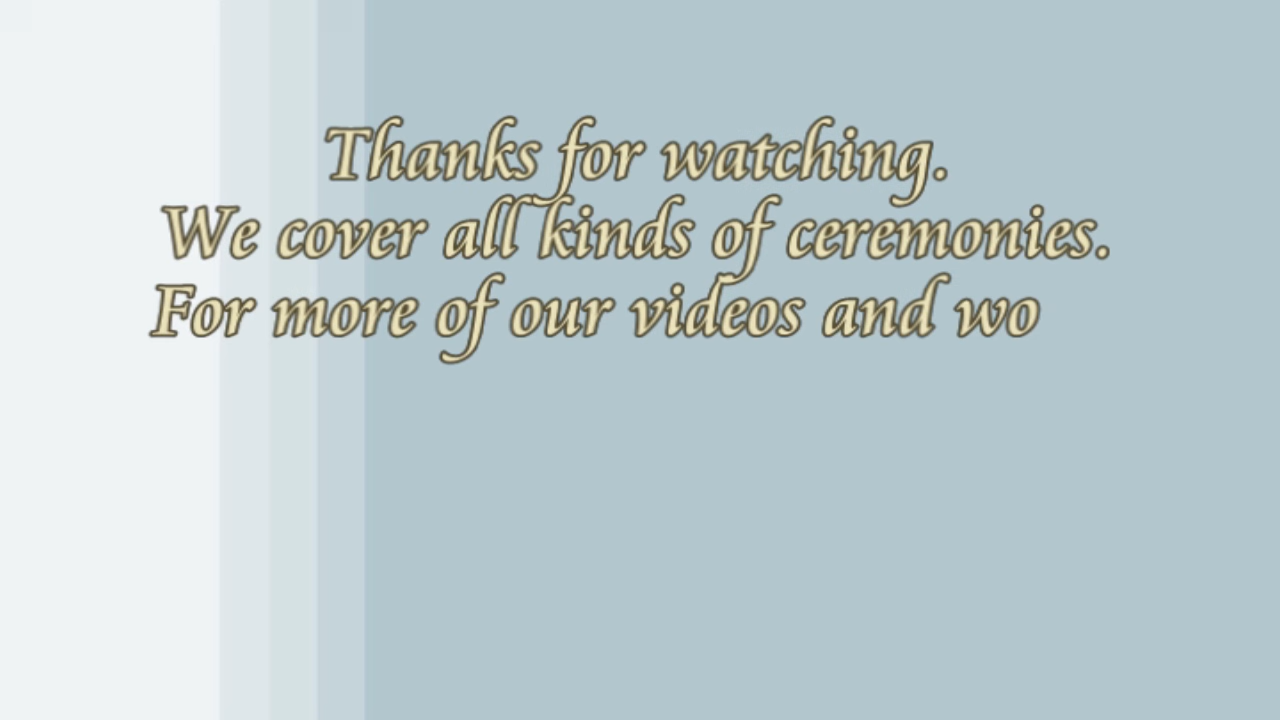 Thanks for watching.
We cover all kinds of ceremonies.
For more of our videos and wo